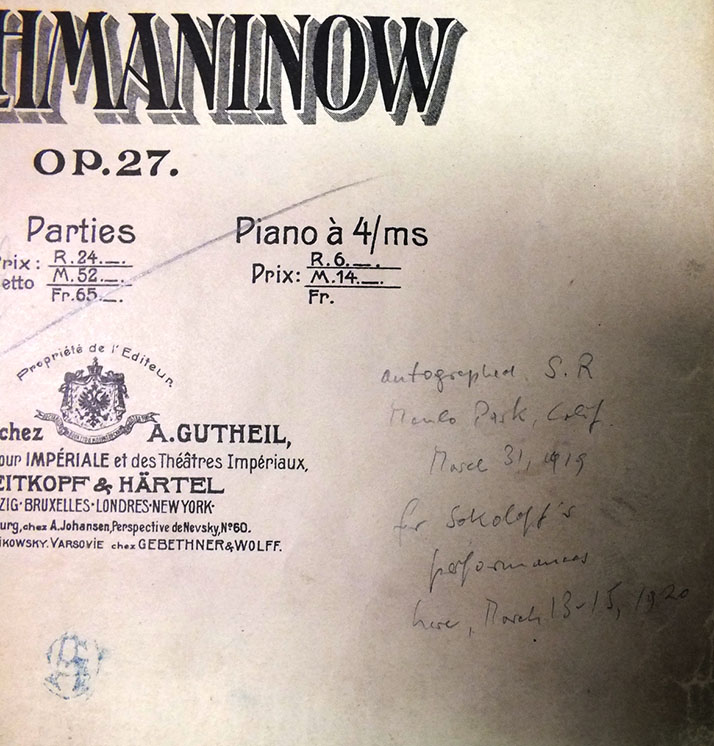 HMANINOW
OP.27.
Parties
Prix: R.24._.
etto M.52._.
Fr.65._.
Piano à 4/ms
Prix: R.6._.
M.14._.
Fr.
Propriété de l'Editeur.
chez A.GUTHEIL,
our IMPÉRIALE et des Théâtres Impériaux,
EITKOPF & HÄRTEL
ZIG·BRUXELLES·LONDRES·NEW YORK·
urg, chez A.Johansen, Perspective de Nevsky, Nº60.
IKOWSKY. VARSOVIE chez GEBETHNER & WOLFF.
autographed S.R
Menlo Park, Calif.
March 31, 1919
for Sokoloff's
performances
here, March 13-15, 1920